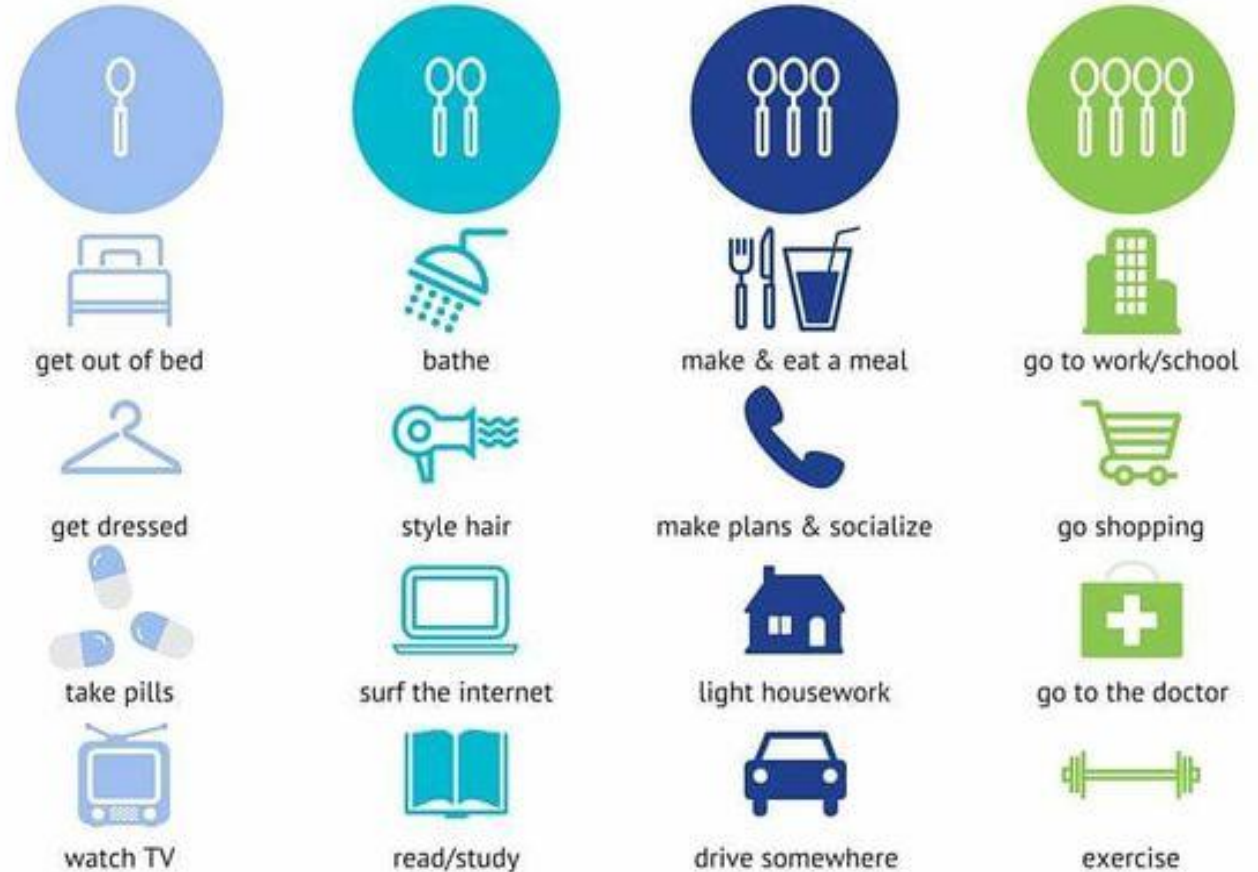 get out of bed
bathe
make & eat a meal
go to work/school
get dressed
style hair
make plans & socialize
go shopping
take pills
surf the internet
light housework
go to the doctor
watch TV
read/study
drive somewhere
exercise